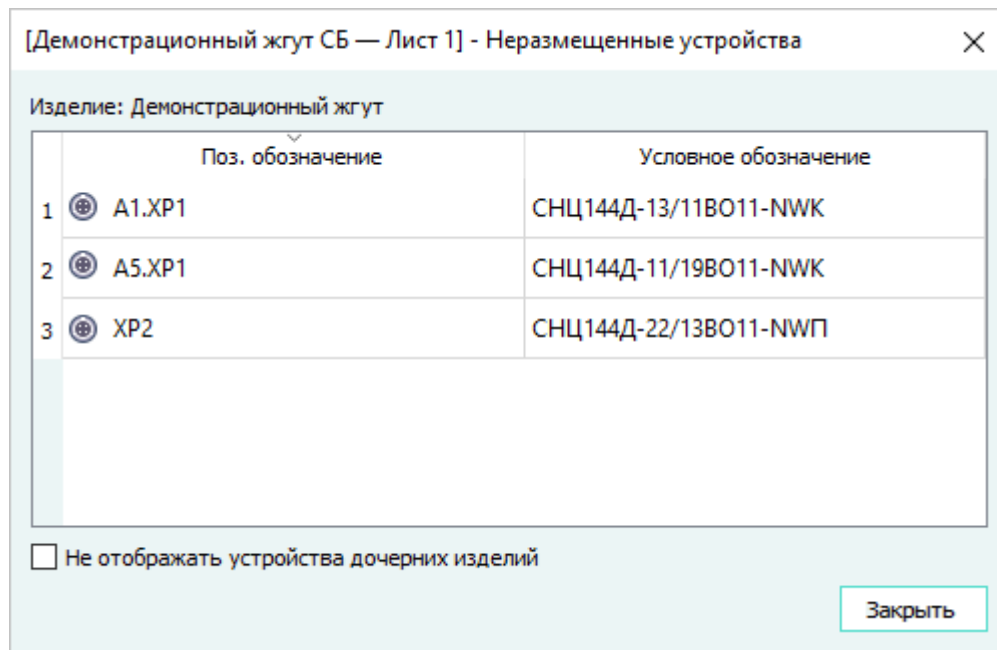 [Демонстрационный жгут СБ — Лист 1] - Неразмещенные устройства
Изделие: Демонстрационный жгут
Поз. обозначение Условное обозначение
1 A1.XP1 СНЦ144Д-13/11ВО11-NWK
2 A5.XP1 СНЦ144Д-11/19ВО11-NWK
3 XP2 СНЦ144Д-22/13ВО11-NWП
Не отображать устройства дочерних изделий
Закрыть